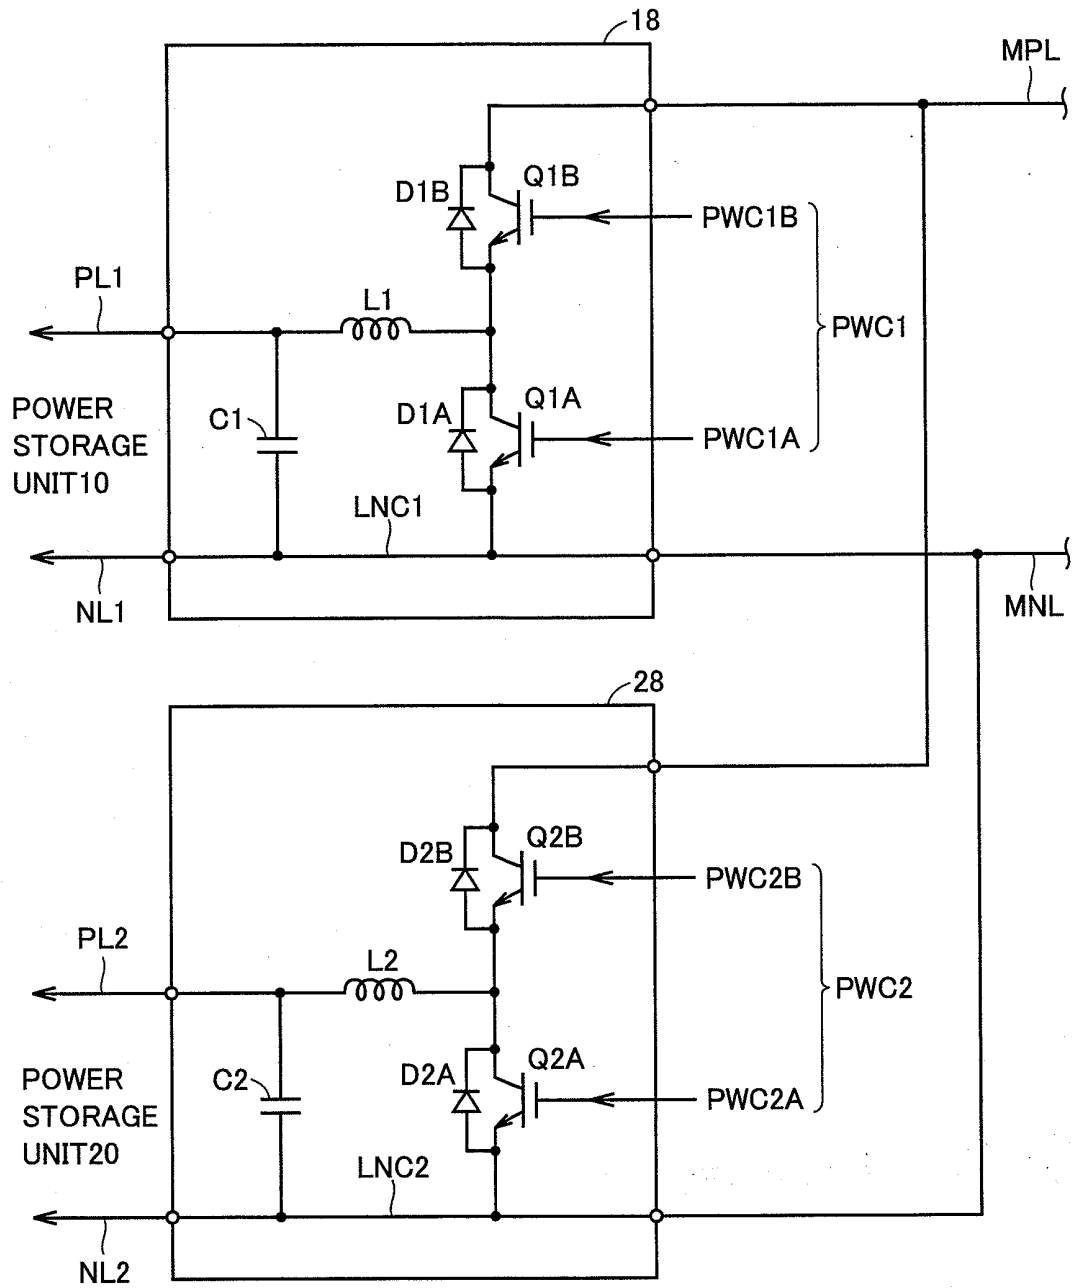 18
MPL
Q1B
D1B
PWC1B
PL1
L1
PWC1
Q1A
D1A
C1
POWER
STORAGE
UNIT10
PWC1A
LNC1
NL1
MNL
28
Q2B
D2B
PWC2B
PL2
L2
PWC2
Q2A
D2A
C2
POWER
STORAGE
UNIT20
PWC2A
LNC2
NL2